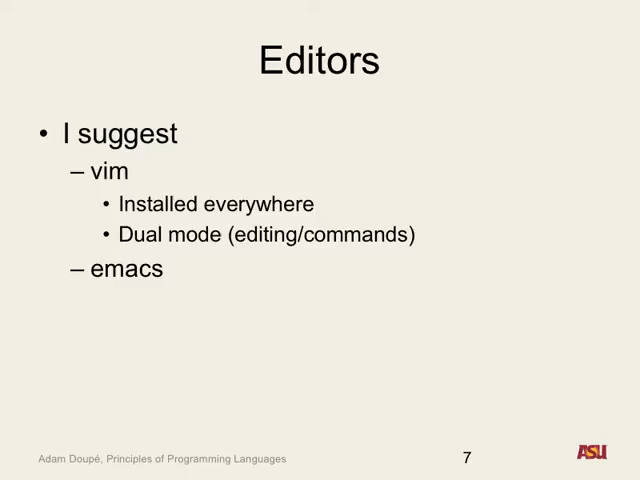 Editors
• I suggest
– vim
• Installed everywhere
• Dual mode (editing/commands)
– emacs
Adam Doupé, Principles of Programming Languages
7
ASU